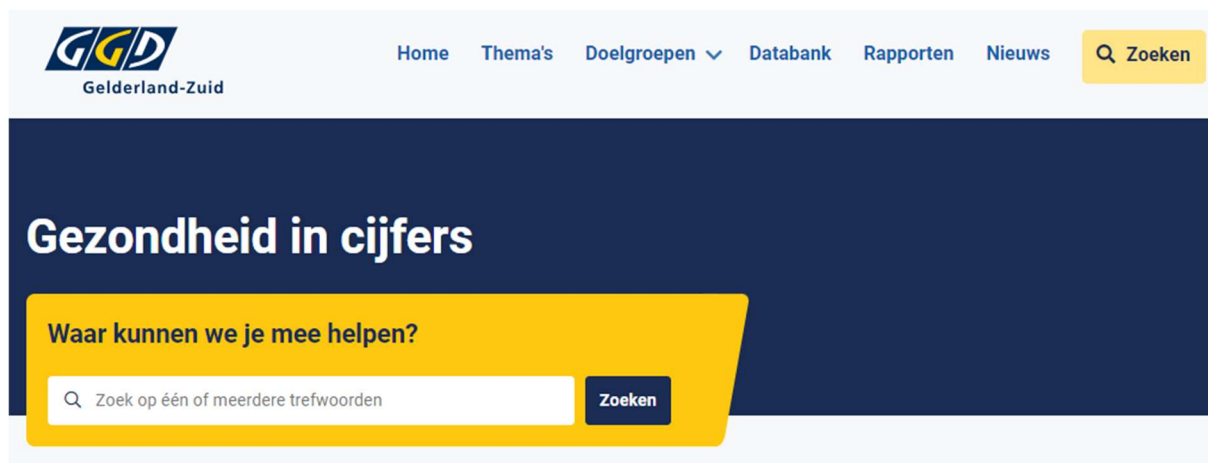 GGD
Gelderland-Zuid
Home Thema's Doelgroepen Databank Rapporten Nieuws Zoeken
Gezondheid in cijfers
Waar kunnen we je mee helpen?
Zoek op één of meerdere trefwoorden Zoeken